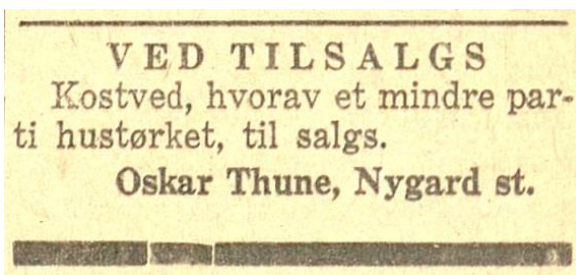 VED TILSALGS
Kostved, hvorav et mindre par-
ti hustørket, til salgs.
Oskar Thune, Nygard st.